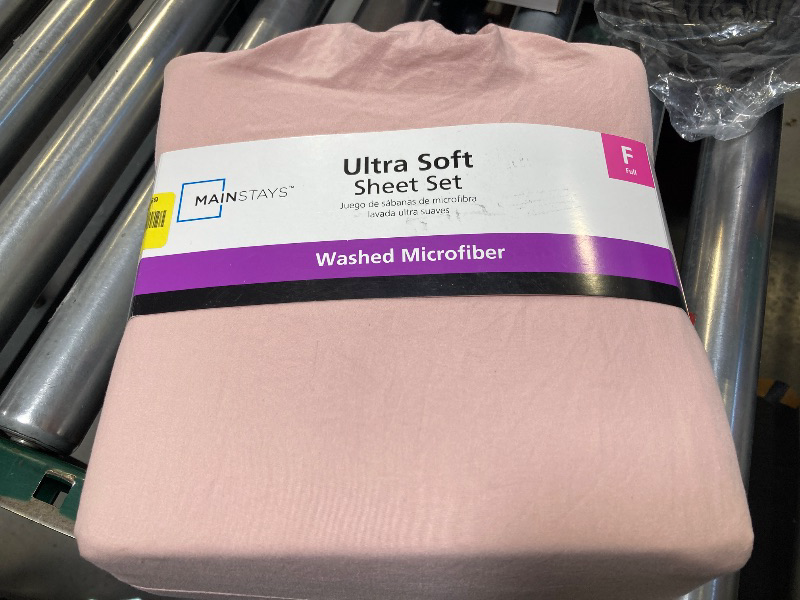 MAINSTAYS™
Ultra Soft
Sheet Set
Juego de sábanas de microfibra
lavada ultra suaves
F
Full
Washed Microfiber